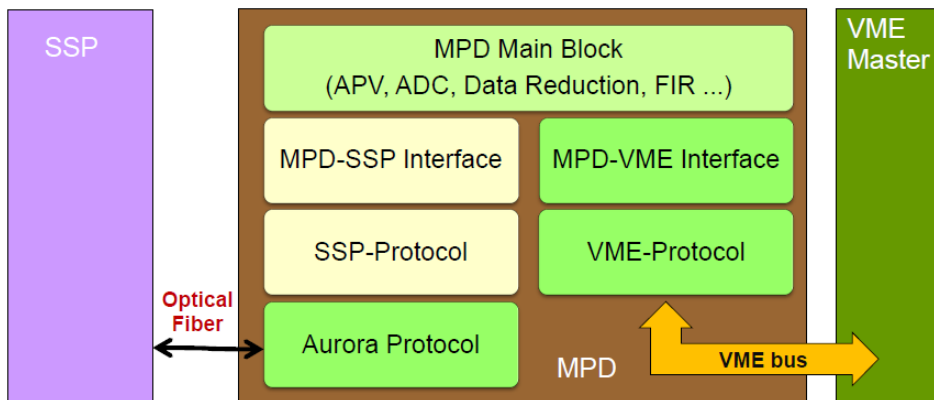 SSP
MPD Main Block
(APV, ADC, Data Reduction, FIR ...)
MPD-SSP Interface
MPD-VME Interface
SSP-Protocol
VME-Protocol
Optical
Fiber
Aurora Protocol
MPD
VME bus
VME
Master